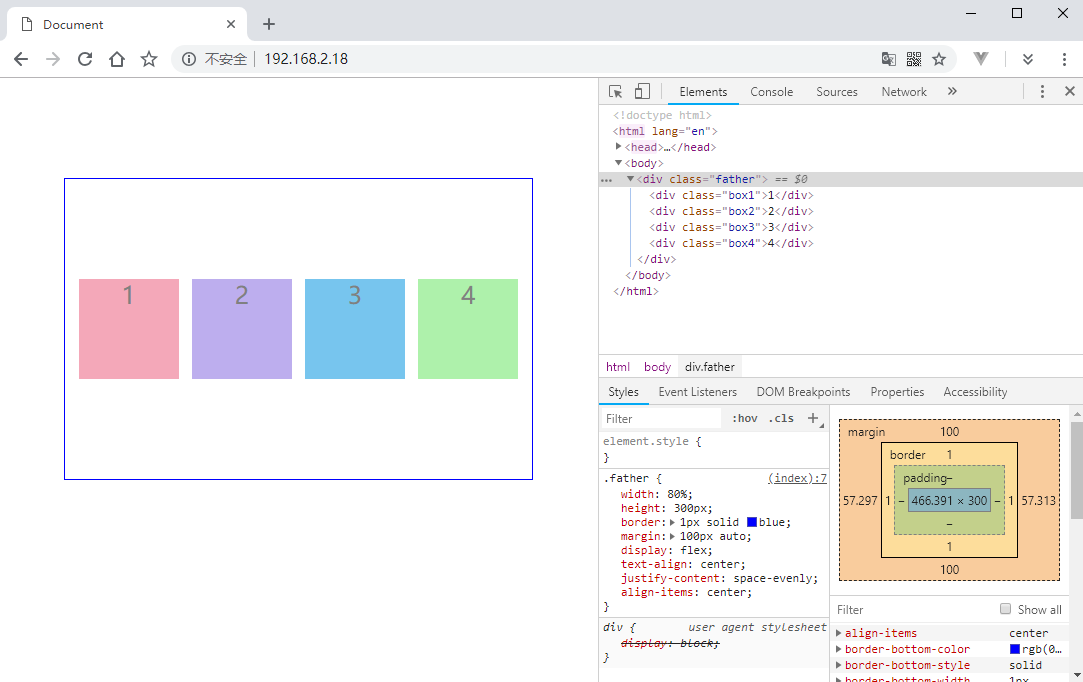 Document
不安全 192.168.2.18
1 2 3 4
Elements Console Sources Network »
<!doctype html>
<html lang="en">
<head>…</head>
<body>
… <div class="father"> == $0
<div class="box1">1</div>
<div class="box2">2</div>
<div class="box3">3</div>
<div class="box4">4</div>
</div>
</body>
</html>
html body div.father
Styles Event Listeners DOM Breakpoints Properties Accessibility
Filter :hov .cls +
element.style {
}
.father { (index):7
width: 80%;
height: 300px;
border: 1px solid blue;
margin: 100px auto;
display: flex;
text-align: center;
justify-content: space-evenly;
align-items: center;
}
div { user agent stylesheet
display: block;
}
margin 100
border 1
padding –
57.297 1 – 466.391 × 300 – 1 57.313
–
1
100
Filter Show all
align-items center
border-bottom-color rgb(0…
border-bottom-style solid
border-bottom-width 1px